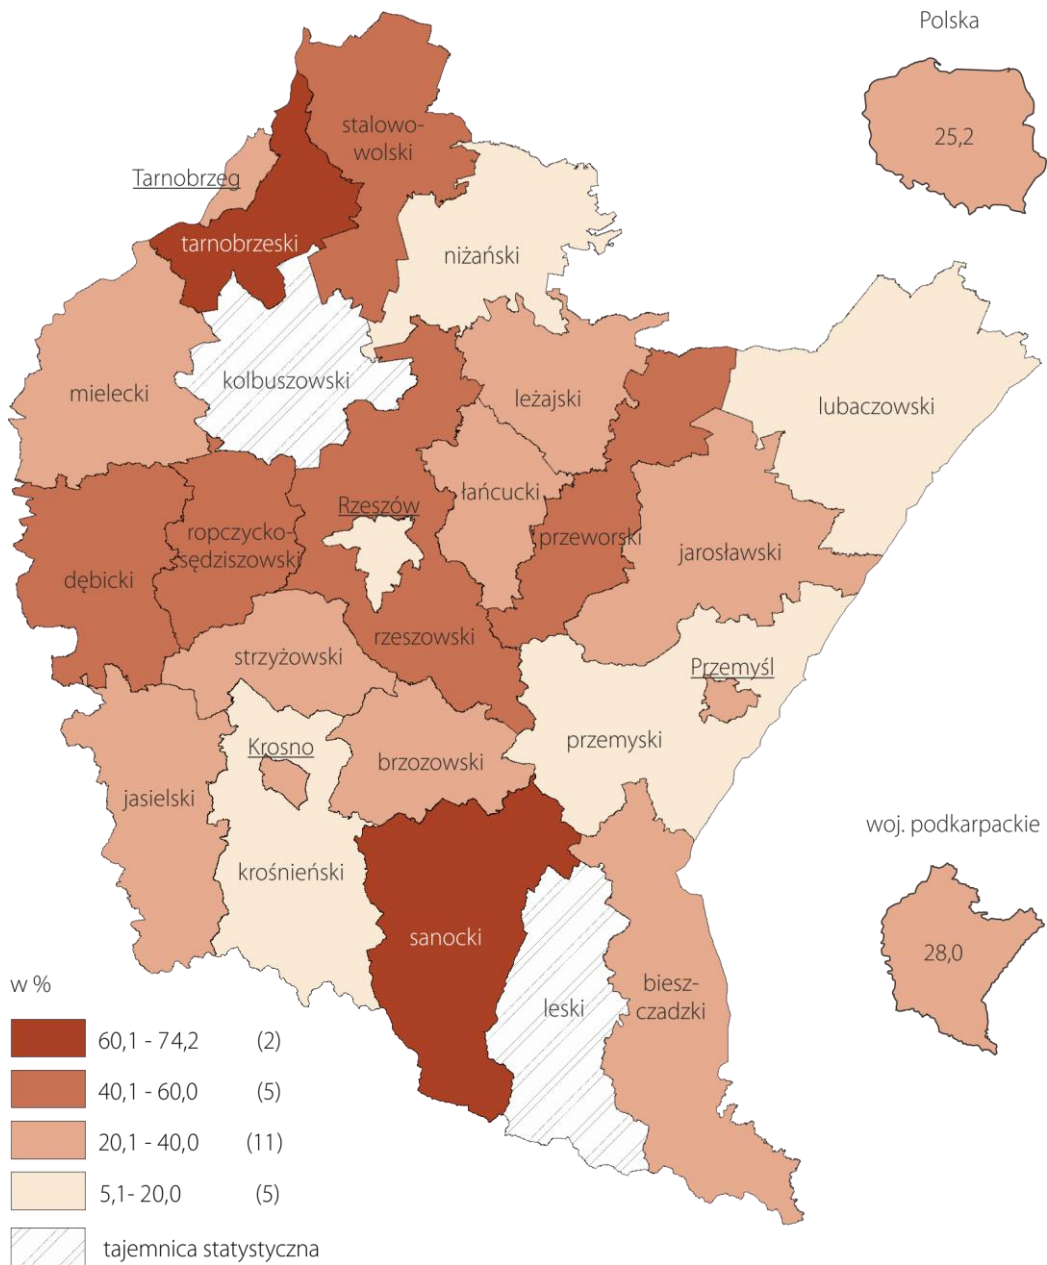 Polska
25,2
stalowo-
wolski
Tarnobrzeg
tarnobrzeski
niżański
kolbuszowski
mielecki
leżajski
lubaczowski
łańcucki
Rzeszów
ropczycko-
sędziszowski
przeworski
jarosławski
dębicki
rzeszowski
strzyżowski
Przemyśl
przemyski
Krosno
brzozowski
jasielski
krośnieński
woj. podkarpackie
28,0
sanocki
leski
biesz-
czadzki
w %
60,1 - 74,2 (2)
40,1 - 60,0 (5)
20,1 - 40,0 (11)
5,1- 20,0 (5)
tajemnica statystyczna